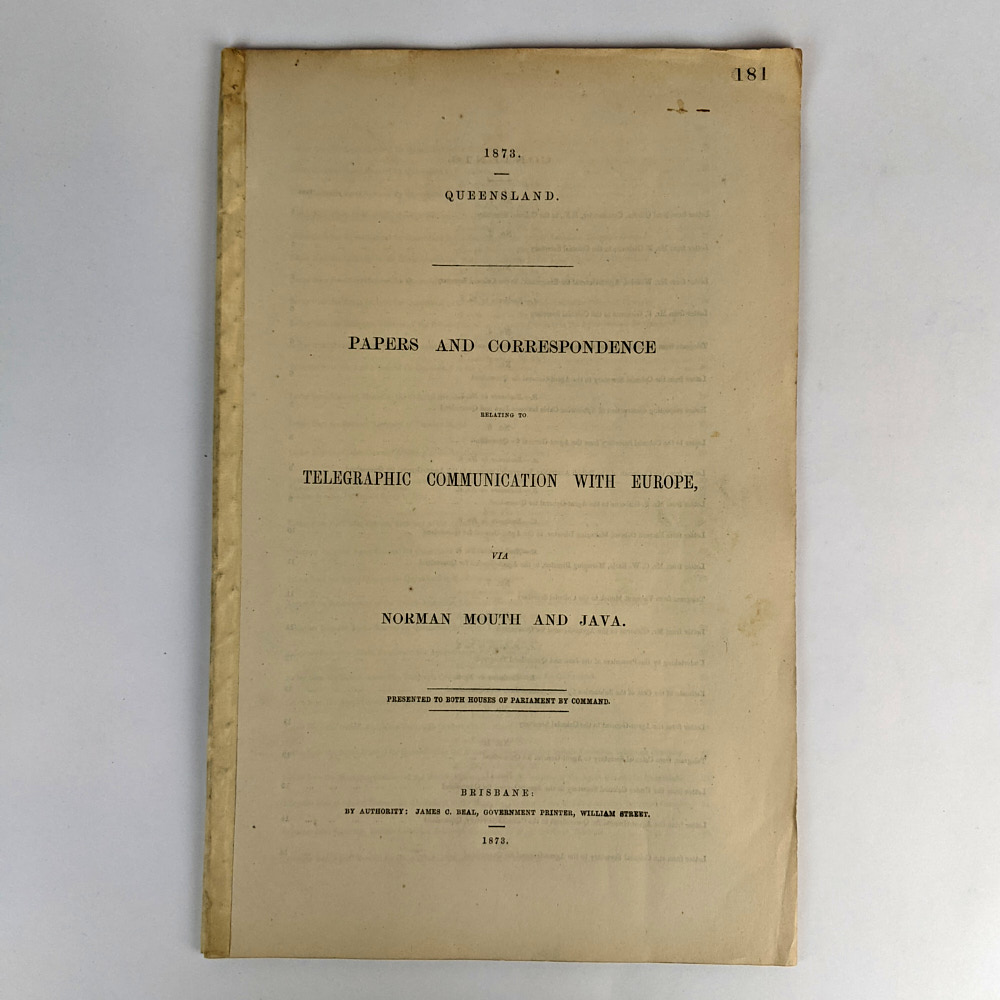 181
1873.
QUEENSLAND.
PAPERS AND CORRESPONDENCE
RELATING TO
TELEGRAPHIC COMMUNICATION WITH EUROPE,
VIA
NORMAN MOUTH AND JAVA.
PRESENTED TO BOTH HOUSES OF PARIAMENT BY COMMAND.
BRISBANE:
BY AUTHORITY: JAMES C. BEAL, GOVERNMENT PRINTER, WILLIAM STREET.
1873.